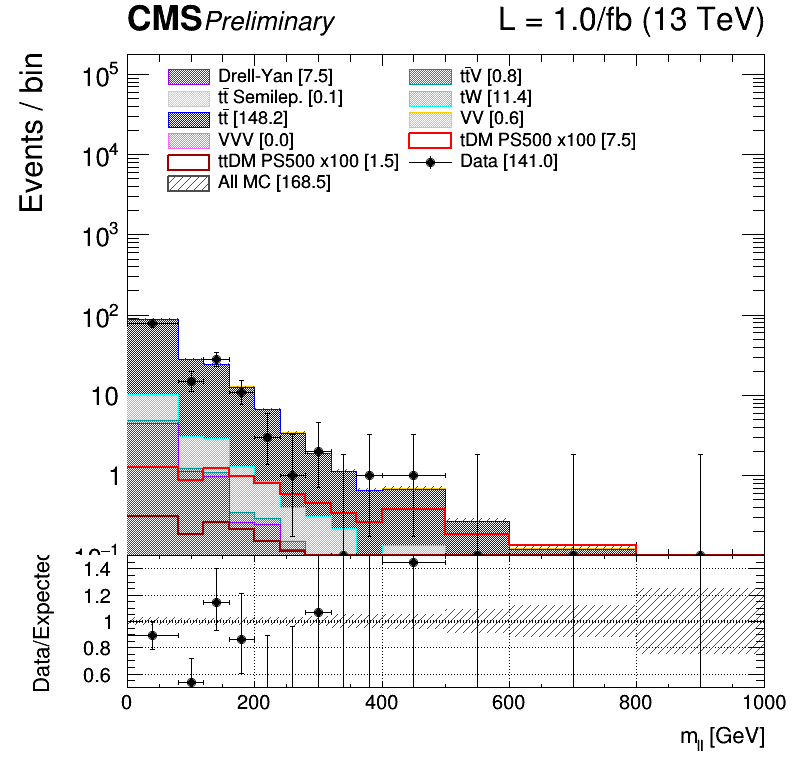 CMS Preliminary L = 1.0/fb (13 TeV)
Events / bin
10⁵
10⁴
10³
10²
10
1
10⁻¹
Drell-Yan [7.5]
tt̄ Semilep. [0.1]
tt̄ [148.2]
VVV [0.0]
ttDM PS500 x100 [1.5]
All MC [168.5]
tt̄V [0.8]
tW [11.4]
VV [0.6]
tDM PS500 x100 [7.5]
Data [141.0]
Data/Expected
1.4
1.2
1
0.8
0.6
0 200 400 600 800 1000
m_ll [GeV]